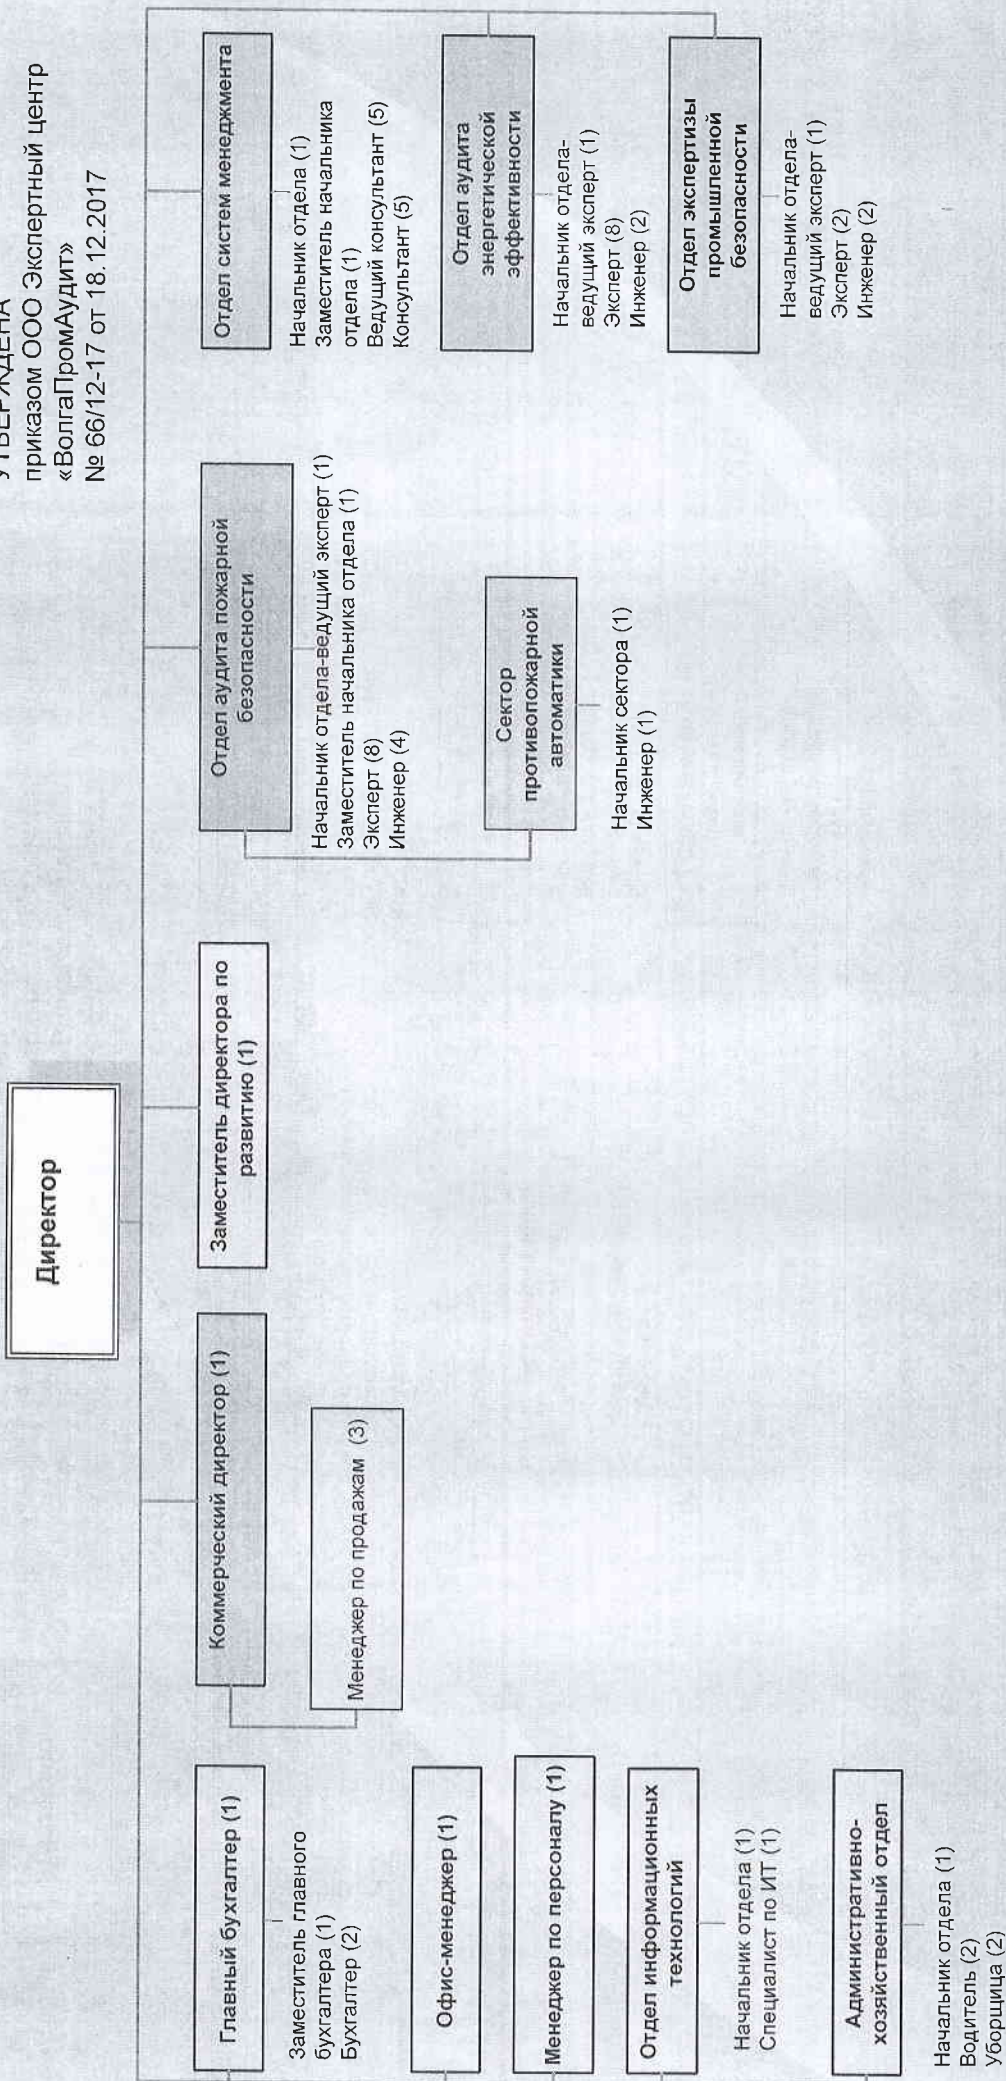 УТВЕРЖДЕНА
приказом ООО Экспертный центр
«ВолгаПромАудит»
№ 66/12-17 от 18.12.2017
Директор
Главный бухгалтер (1)
Заместитель главного
бухгалтера (1)
Бухгалтер (2)
Офис-менеджер (1)
Менеджер по персоналу (1)
Отдел информационных
технологий
Начальник отдела (1)
Специалист по ИТ (1)
Административно-
хозяйственный отдел
Начальник отдела (1)
Водитель (2)
Уборщица (2)
Коммерческий директор (1)
Менеджер по продажам (3)
Заместитель директора по
развитию (1)
Отдел аудита пожарной
безопасности
Начальник отдела-ведущий эксперт (1)
Заместитель начальника отдела (1)
Эксперт (8)
Инженер (4)
Сектор
противопожарной
автоматики
Начальник сектора (1)
Инженер (1)
Отдел систем менеджмента
Начальник отдела (1)
Заместитель начальника
отдела (1)
Ведущий консультант (5)
Консультант (5)
Отдел аудита
энергетической
эффективности
Начальник отдела-
ведущий эксперт (1)
Эксперт (8)
Инженер (2)
Отдел экспертизы
промышленной
безопасности
Начальник отдела-
ведущий эксперт (1)
Эксперт (2)
Инженер (2)